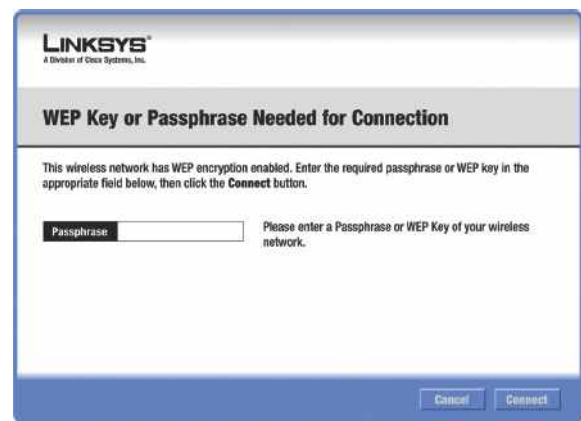 LINKSYS®
A Division of Cisco Systems, Inc.
WEP Key or Passphrase Needed for Connection
This wireless network has WEP encryption enabled. Enter the required passphrase or WEP key in the
appropriate field below, then click the Connect button.
Passphrase
Please enter a Passphrase or WEP Key of your wireless
network.
Cancel
Connect